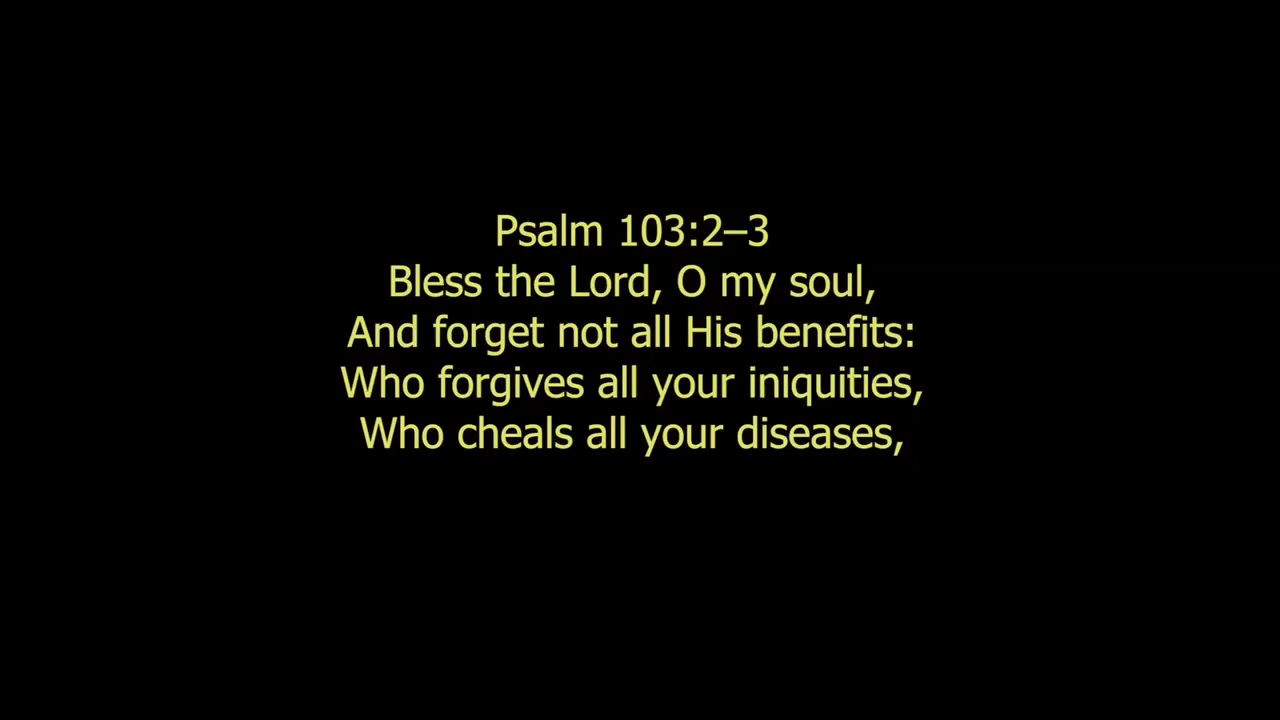 Psalm 103:2–3
Bless the Lord, O my soul,
And forget not all His benefits:
Who forgives all your iniquities,
Who cheals all your diseases,